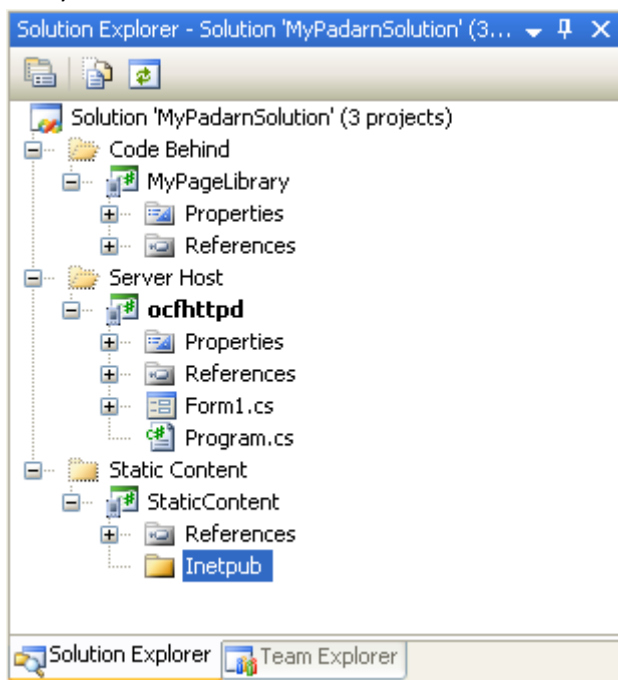 Solution Explorer - Solution 'MyPadarnSolution' (3...
Solution 'MyPadarnSolution' (3 projects)
Code Behind
MyPageLibrary
Properties
References
Server Host
ocfhttpd
Properties
References
Form1.cs
Program.cs
Static Content
StaticContent
References
Inetpub
Solution Explorer Team Explorer